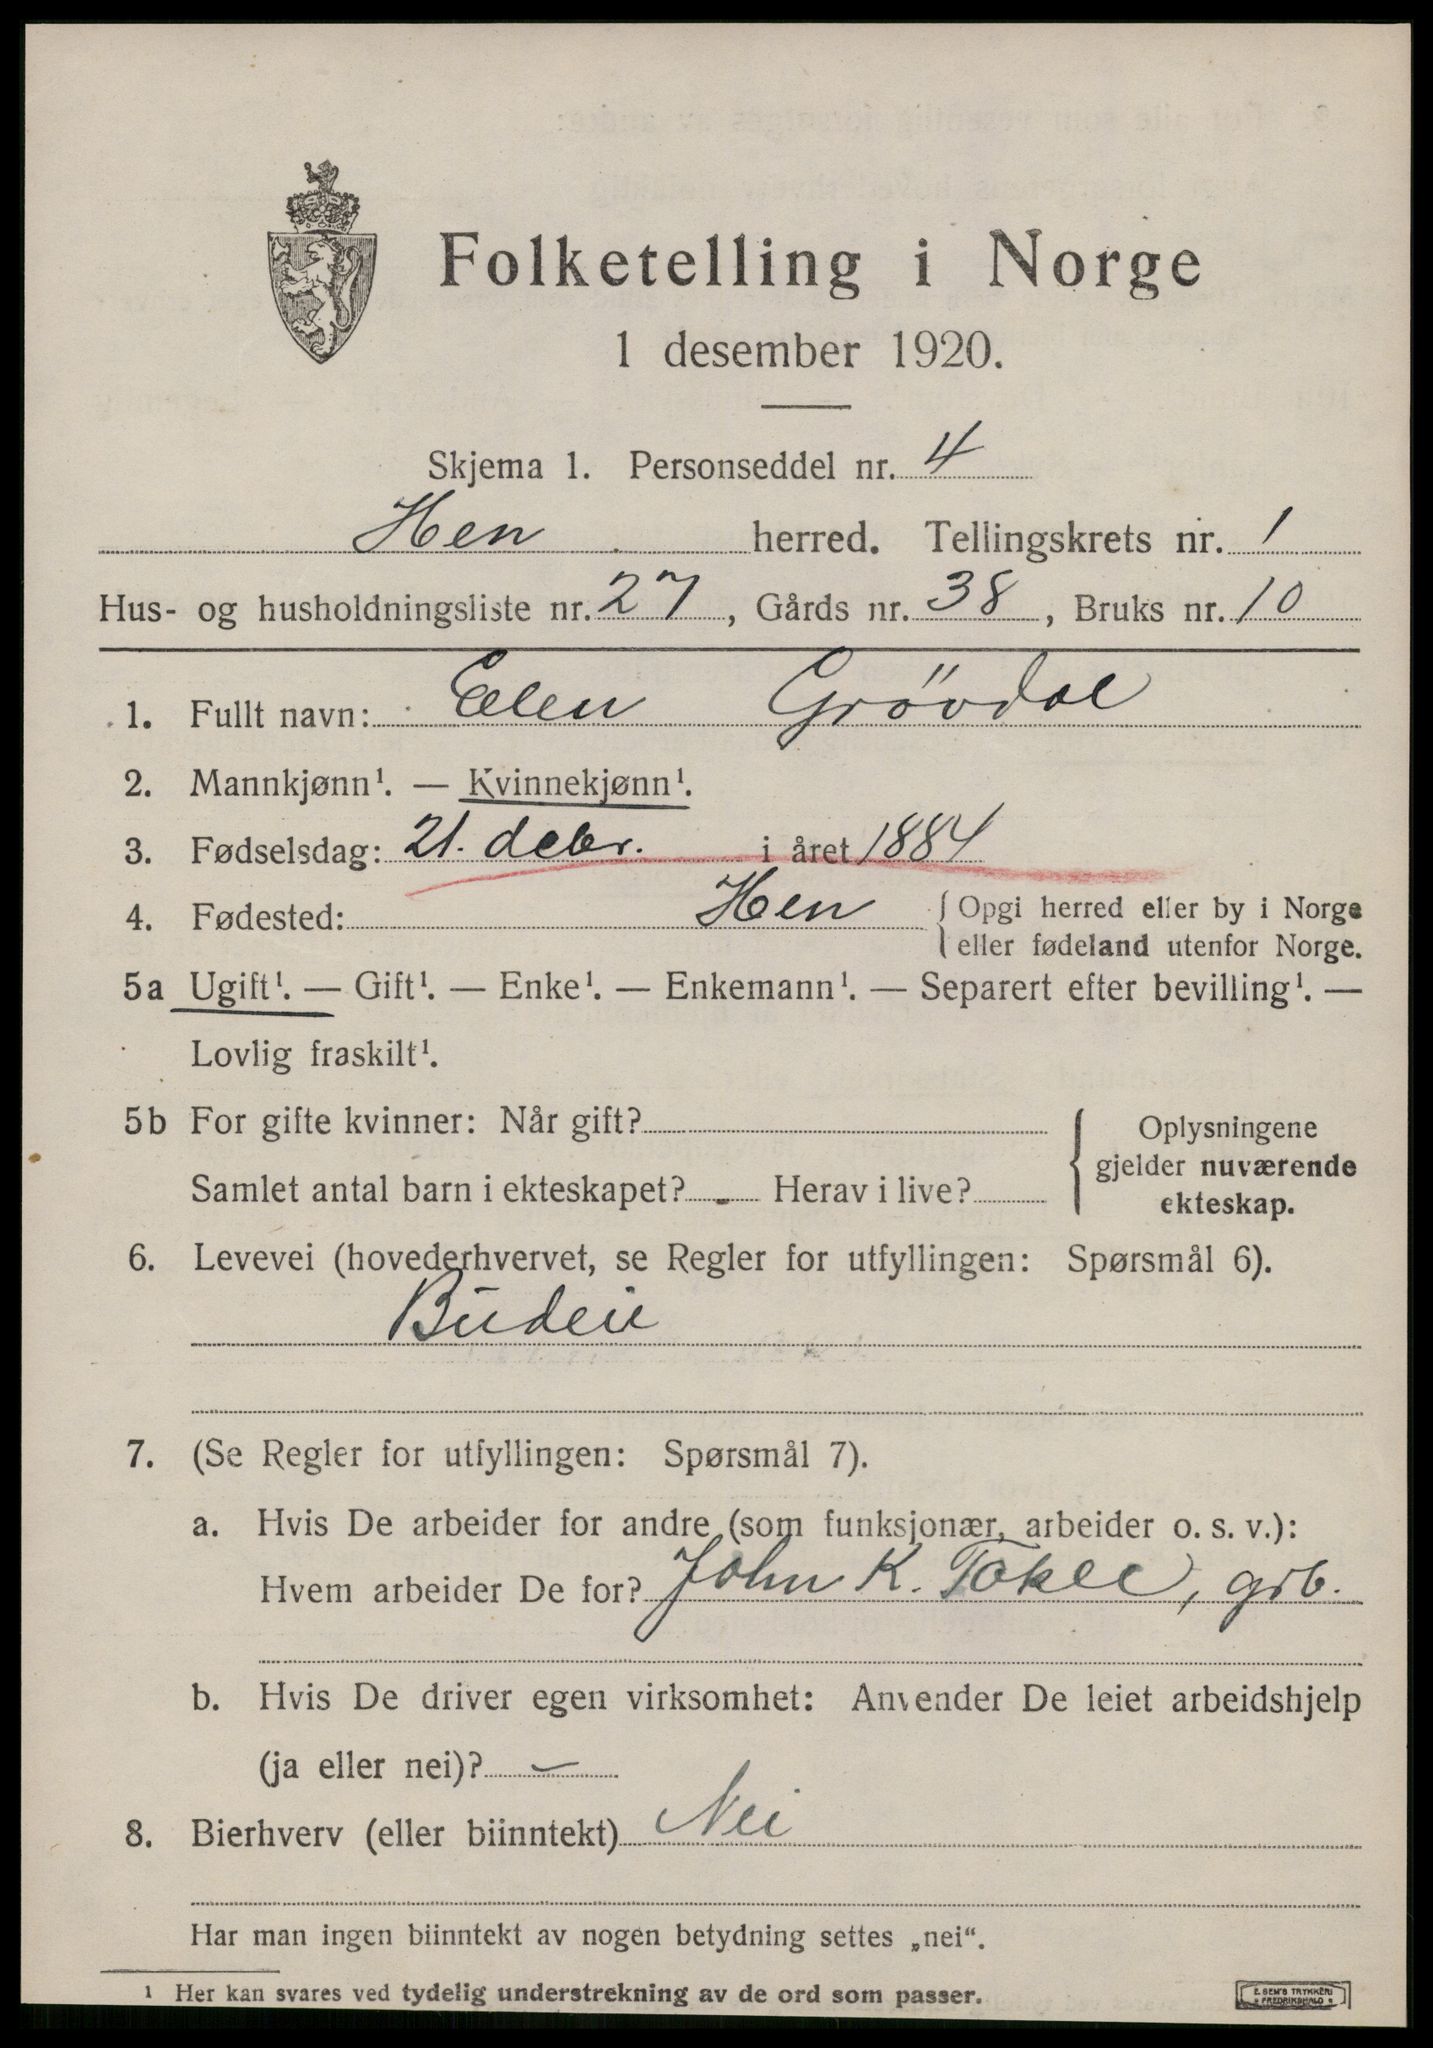 Folketelling i Norge
1 desember 1920.
Skjema 1. Personseddel nr. 4
Hen herred. Tellingskrets nr. 1
Hus- og husholdningsliste nr. 27, Gårds nr. 38, Bruks nr. 10
1. Fullt navn: Elen Grövdal
2. Mannkjønn¹. — Kvinnekjønn¹.
3. Fødselsdag: 21. debr. i året 1884
4. Fødested: Hen { Opgi herred eller by i Norge
eller fødeland utenfor Norge.
5a Ugift¹. — Gift¹. — Enke¹. — Enkemann¹. — Separert efter bevilling¹. —
Lovlig fraskilt¹.
5b For gifte kvinner: Når gift?
Samlet antal barn i ekteskapet? Herav i live?
Oplysningene
gjelder nuværende
ekteskap.
6. Levevei (hovederhvervet, se Regler for utfyllingen: Spørsmål 6).
Budeie
7. (Se Regler for utfyllingen: Spørsmål 7).
a. Hvis De arbeider for andre (som funksjonær, arbeider o. s. v.):
Hvem arbeider De for? John K. Tokle, grb.
b. Hvis De driver egen virksomhet: Anvender De leiet arbeidshjelp
(ja eller nei)? –
8. Bierhverv (eller biinntekt) Nei
Har man ingen biinntekt av nogen betydning settes „nei“.
¹ Her kan svares ved tydelig understrekning av de ord som passer.
E. SEM'S TRYKKERI
FREDRIKSHALD